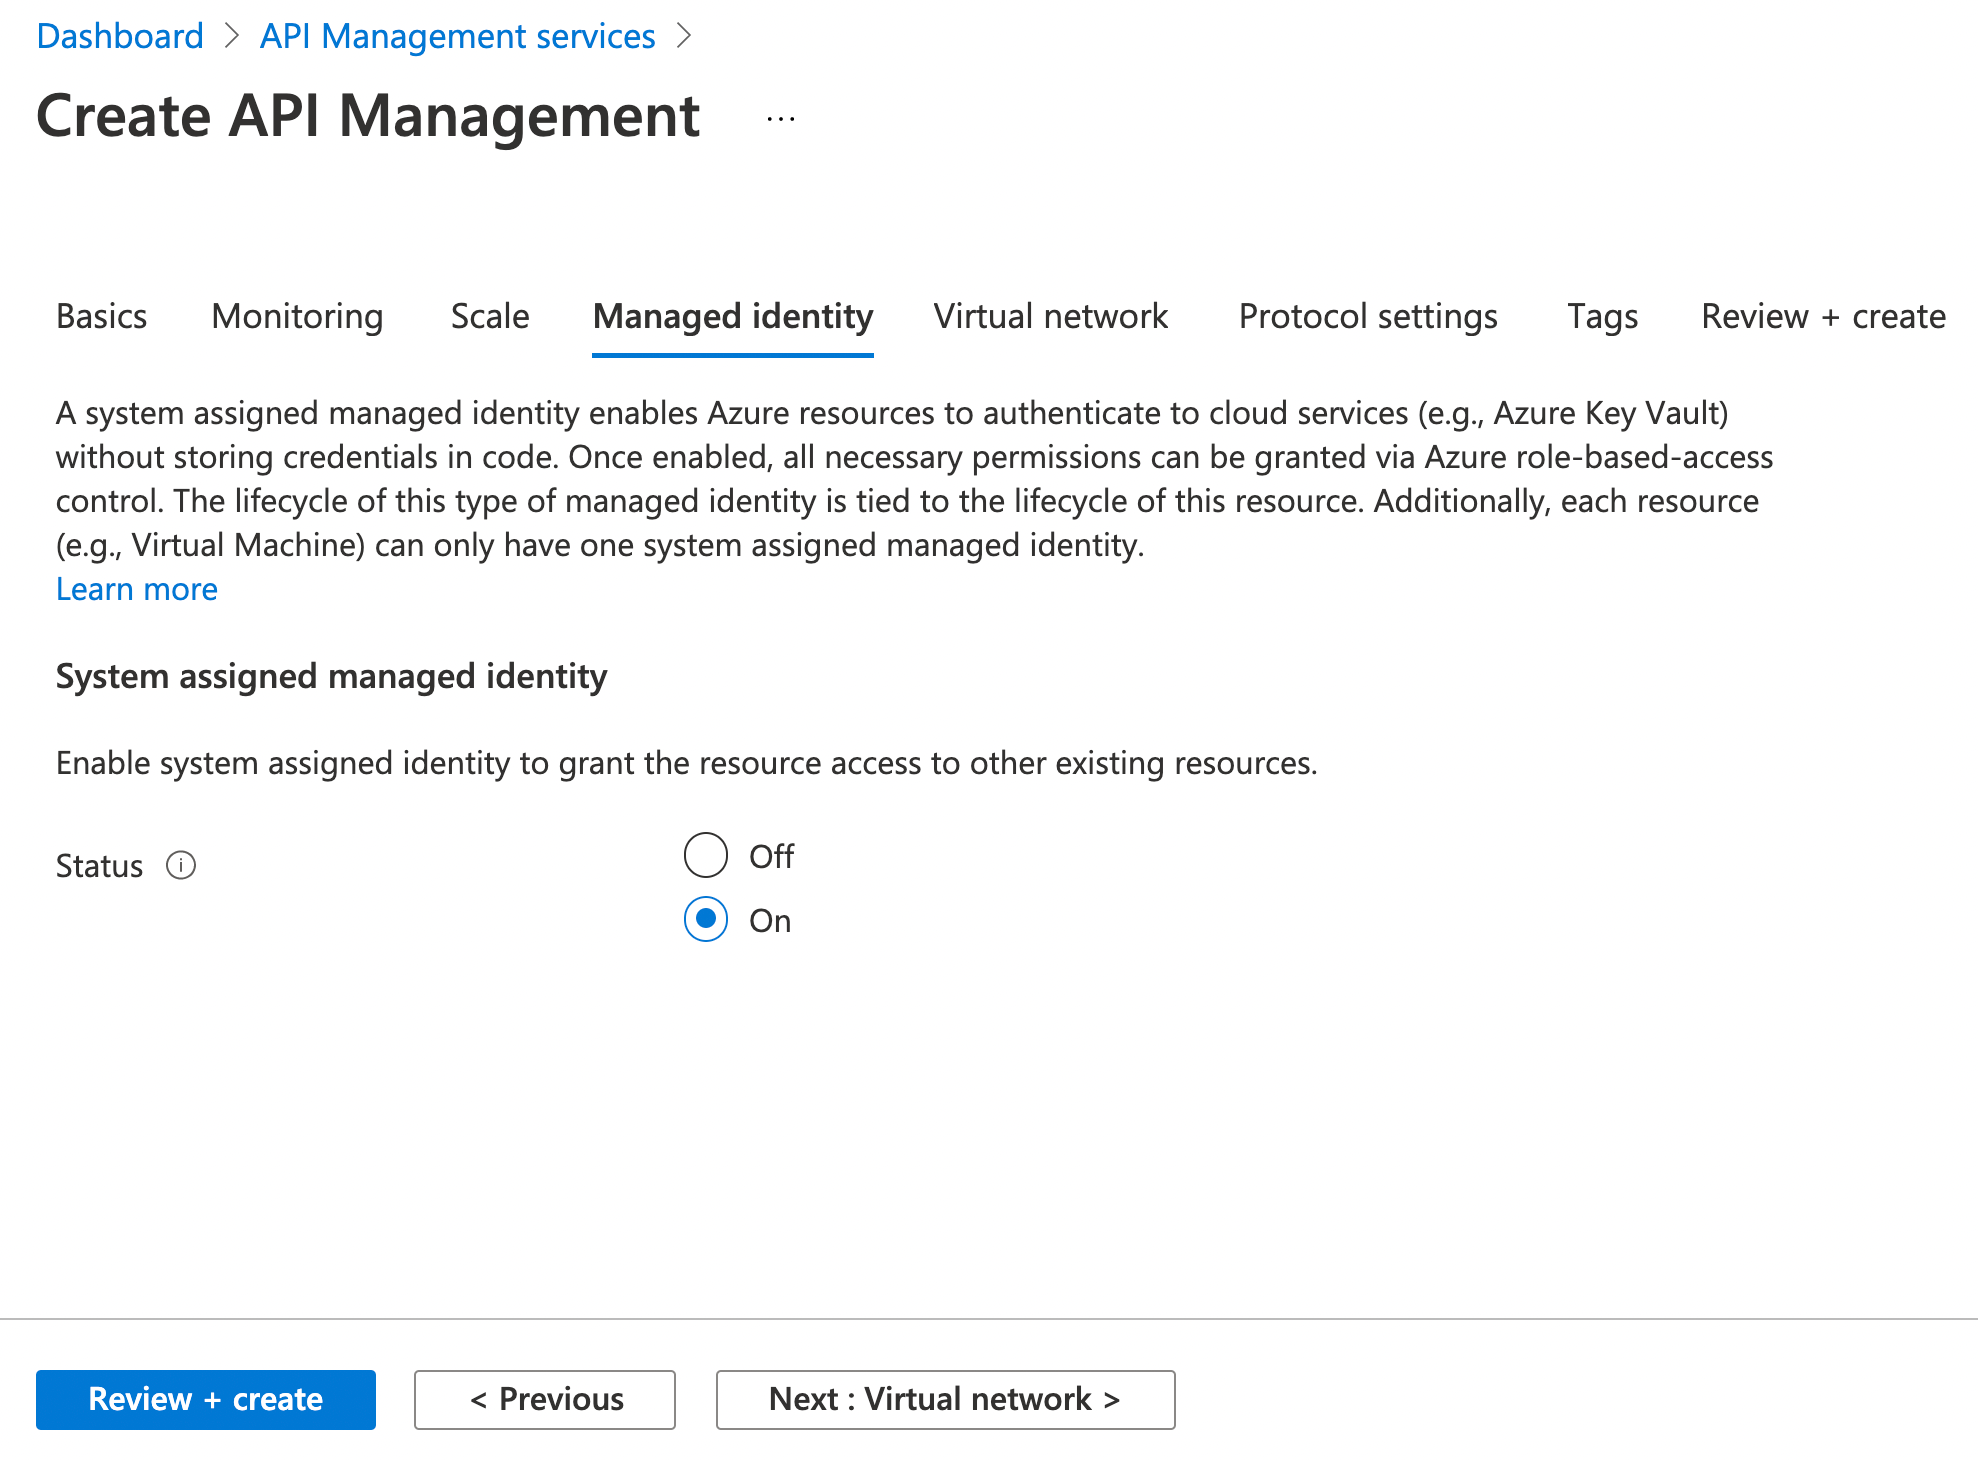 Dashboard > API Management services >
Create API Management ...
Basics Monitoring Scale Managed identity Virtual network Protocol settings Tags Review + create
A system assigned managed identity enables Azure resources to authenticate to cloud services (e.g., Azure Key Vault)
without storing credentials in code. Once enabled, all necessary permissions can be granted via Azure role-based-access
control. The lifecycle of this type of managed identity is tied to the lifecycle of this resource. Additionally, each resource
(e.g., Virtual Machine) can only have one system assigned managed identity.
Learn more
System assigned managed identity
Enable system assigned identity to grant the resource access to other existing resources.
Status
Off
On
Review + create < Previous Next : Virtual network >